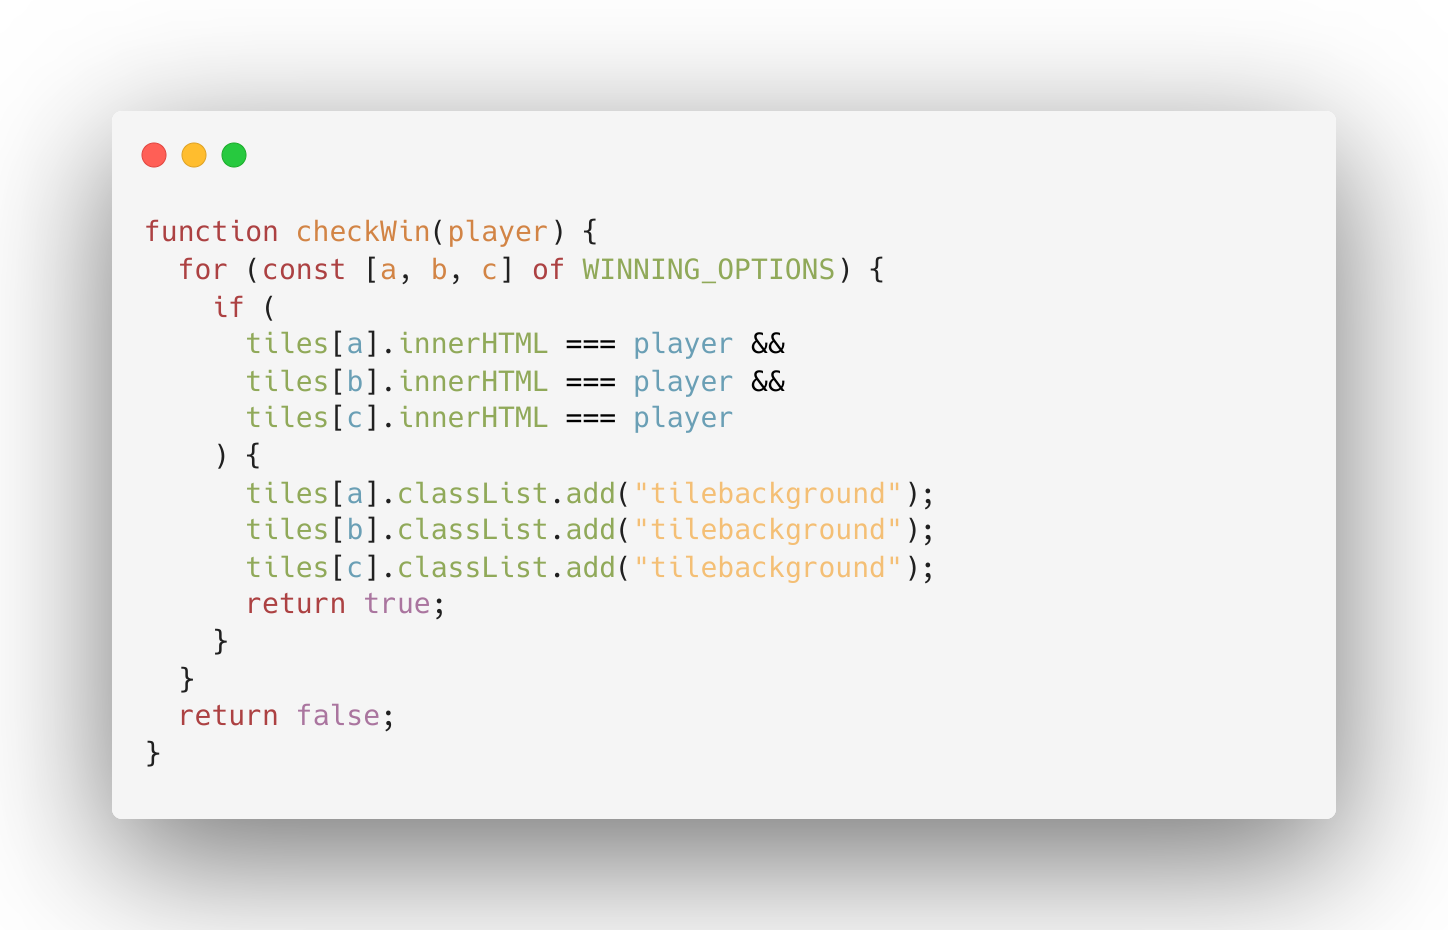 function checkWin(player) {
  for (const [a, b, c] of WINNING_OPTIONS) {
    if (
      tiles[a].innerHTML === player &&
      tiles[b].innerHTML === player &&
      tiles[c].innerHTML === player
    ) {
      tiles[a].classList.add("tilebackground");
      tiles[b].classList.add("tilebackground");
      tiles[c].classList.add("tilebackground");
      return true;
    }
  }
  return false;
}